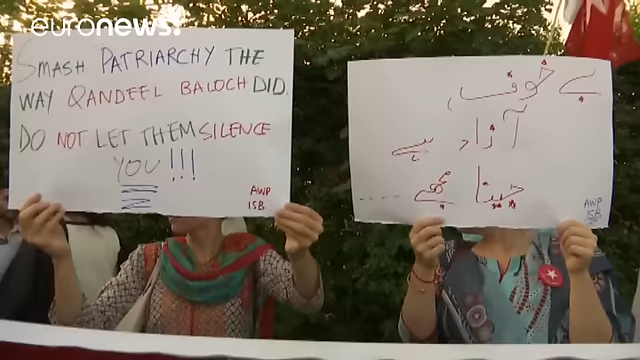 euronews.
SMASH PATRIARCHY THE
WAY QANDEEL BALOCH DID.
DO NOT LET THEM SILENCE
YOU!!!
AWP
ISB
بے خوف،
آزاد ہے
جینا مجھے ----
AWP
ISB